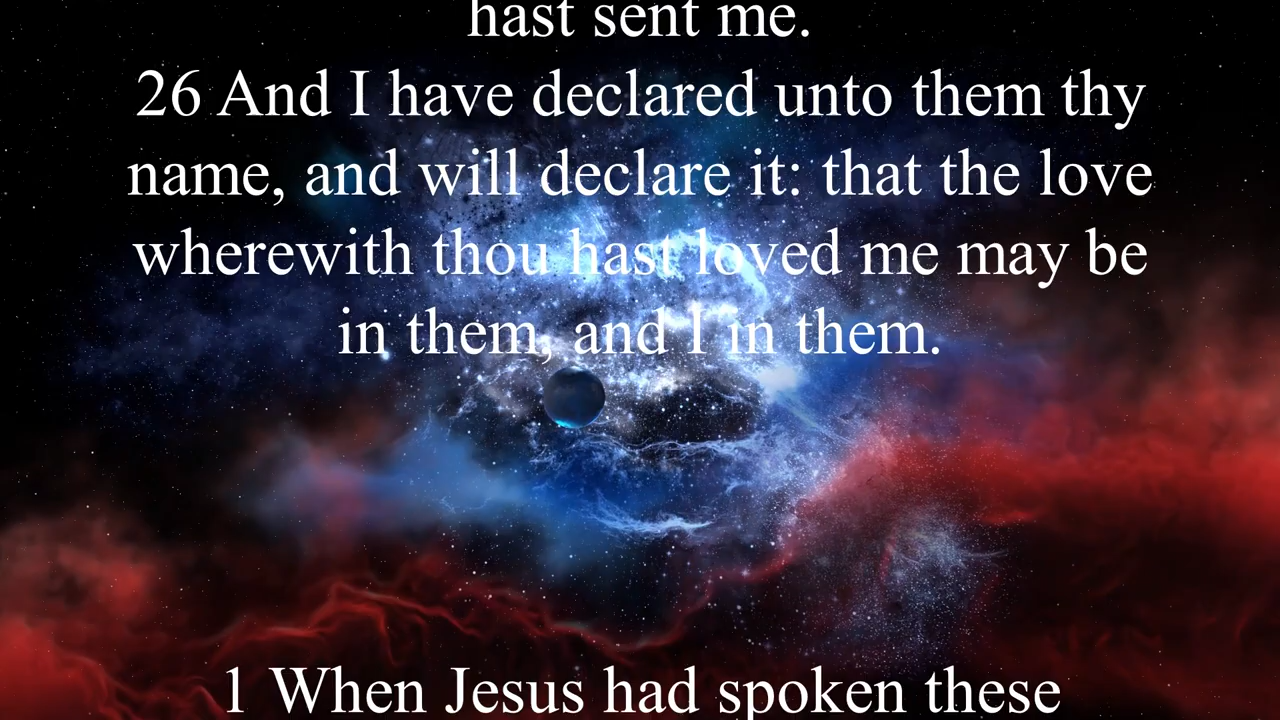 hast sent me.
26 And I have declared unto them thy
name, and will declare it: that the love
wherewith thou hast loved me may be
in them, and I in them.
1 When Jesus had spoken these